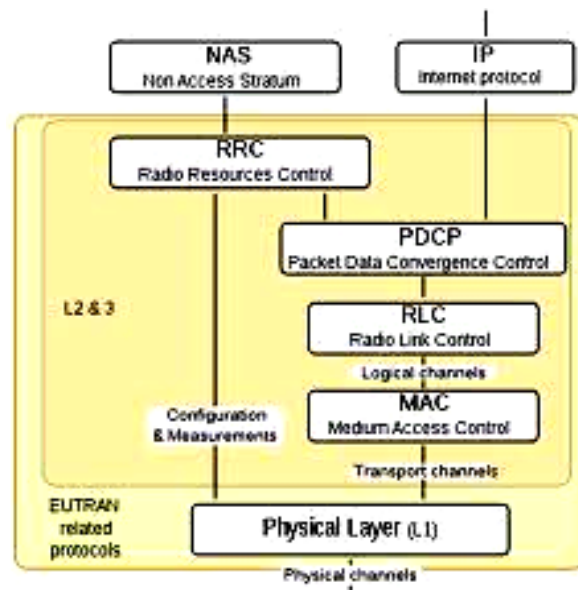 NAS
Non Access Stratum
IP
Internet protocol
RRC
Radio Resources Control
PDCP
Packet Data Convergence Control
L2 & 3
RLC
Radio Link Control
Logical channels
MAC
Medium Access Control
Configuration
& Measurements
Transport channels
EUTRAN
related
protocols
Physical Layer (L1)
Physical channels